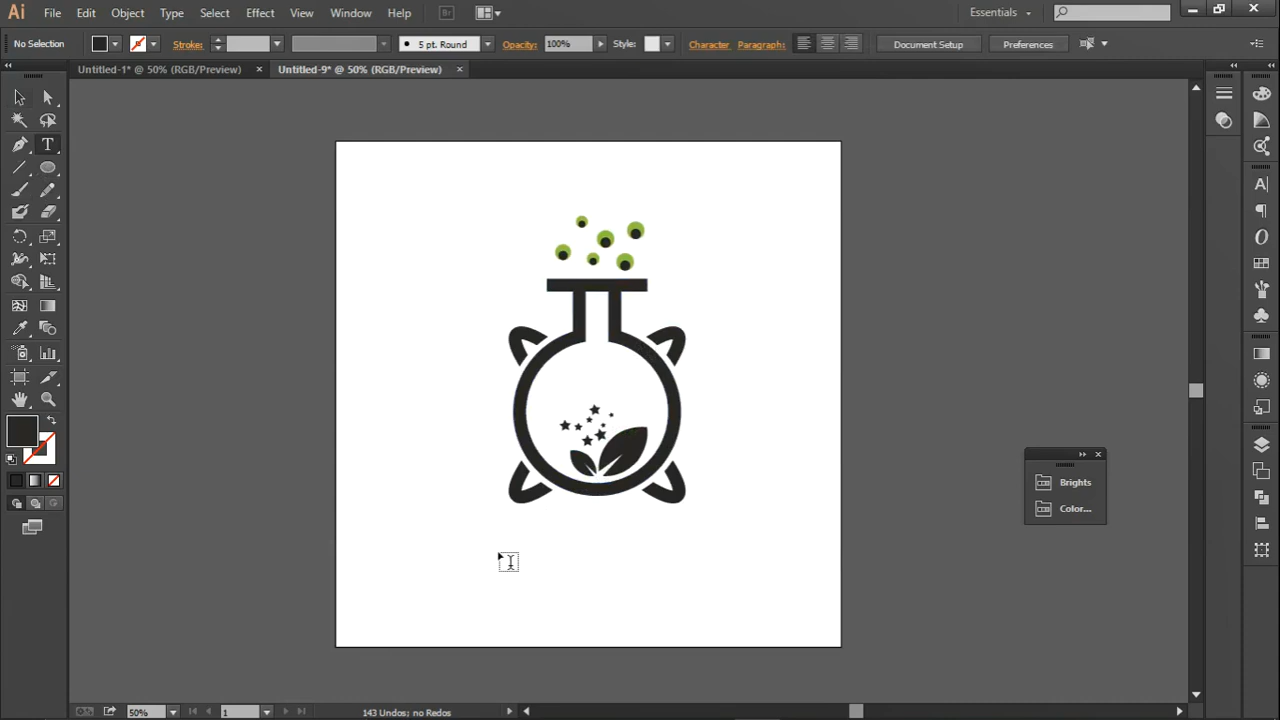 Ai File Edit Object Type Select Effect View Window Help Br Essentials
No Selection Stroke: 5 pt. Round Opacity: 100% Style: Character Paragraph: Document Setup Preferences
Untitled-1* @ 50% (RGB/Preview) × Untitled-9* @ 50% (RGB/Preview) ×
Brights
Color...
50% 1 143 Undos; no Redos